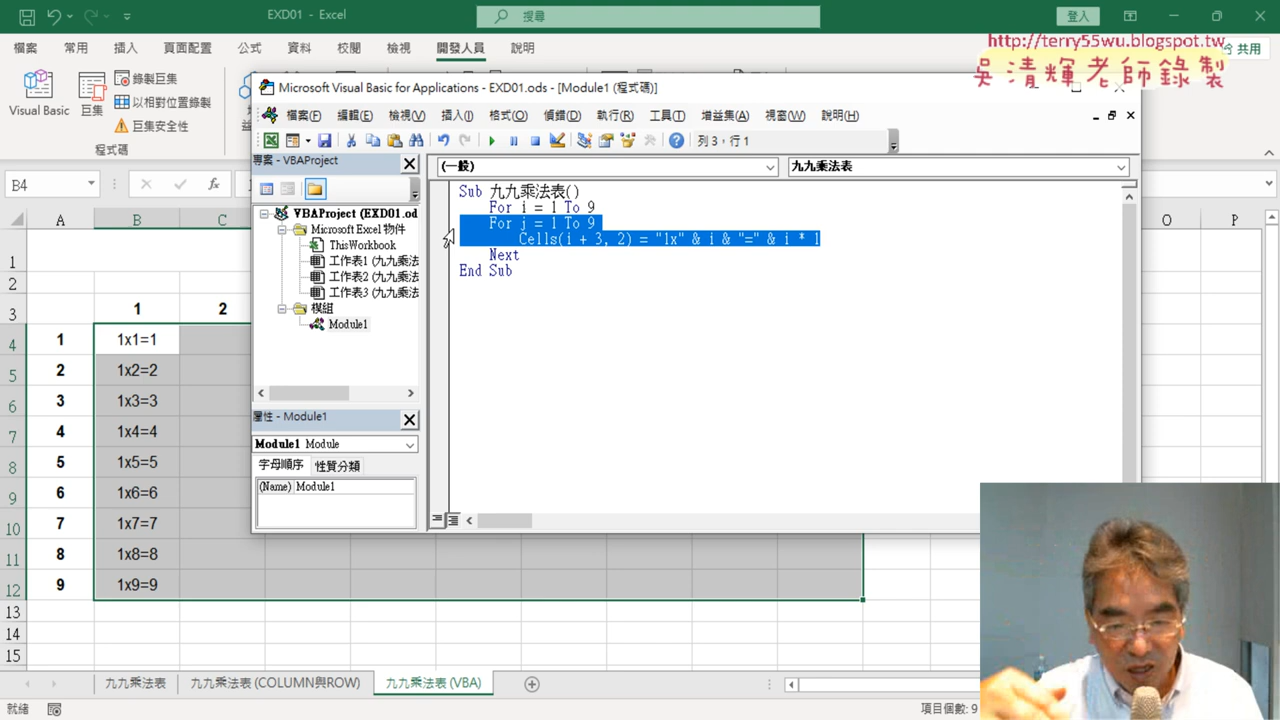 EXD01 - Excel
搜尋
登入
檔案 常用 插入 頁面配置 公式 資料 校閱 檢視 開發人員 說明
共用
http://terry55wu.blogspot.tw
吳清輝老師錄製
Visual Basic
巨集
錄製巨集
以相對位置錄製
巨集安全性
程式碼
B4
fx
Microsoft Visual Basic for Applications - EXD01.ods - [Module1 (程式碼)]
檔案(F) 編輯(E) 檢視(V) 插入(I) 格式(O) 偵錯(D) 執行(R) 工具(T) 增益集(A) 視窗(W) 說明(H)
列 3，行 1
專案 - VBAProject
VBAProject (EXD01.od
Microsoft Excel 物件
ThisWorkbook
工作表1 (九九乘法
工作表2 (九九乘法
工作表3 (九九乘法
模組
Module1
屬性 - Module1
Module1 Module
字母順序 性質分類
(Name) Module1
(一般)
九九乘法表
Sub 九九乘法表()
For i = 1 To 9
For j = 1 To 9
Cells(i + 3, 2) = "1x" & i & "=" & i * 1
Next
End Sub
A B C O P
1
2
3 1 2
4 1 1x1=1
5 2 1x2=2
6 3 1x3=3
7 4 1x4=4
8 5 1x5=5
9 6 1x6=6
10 7 1x7=7
11 8 1x8=8
12 9 1x9=9
13
14
15
九九乘法表 九九乘法表 (COLUMN與ROW) 九九乘法表 (VBA)
就緒
項目個數: 9